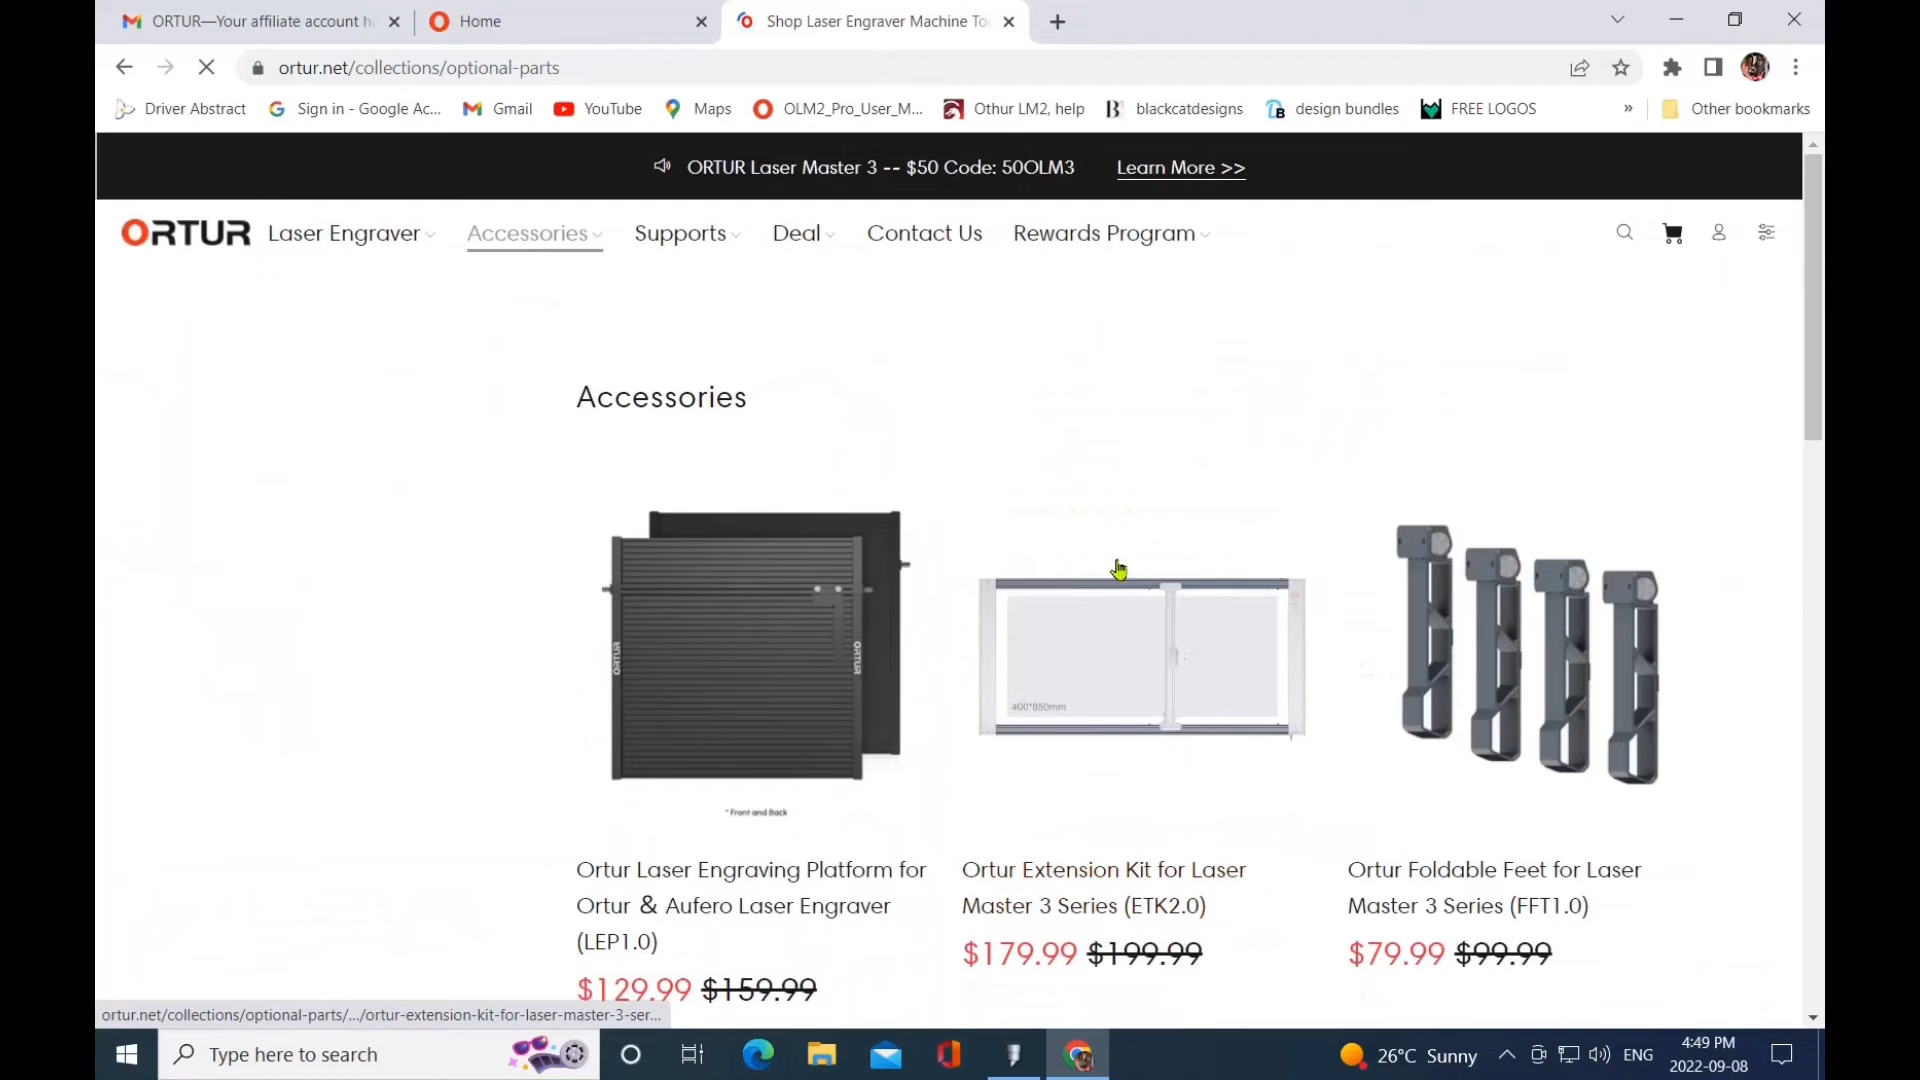 ORTUR—Your affiliate account h
Home
Shop Laser Engraver Machine To
ortur.net/collections/optional-parts
Driver Abstract
Sign in - Google Ac...
Gmail
YouTube
Maps
OLM2_Pro_User_M...
Othur LM2, help
blackcatdesigns
design bundles
FREE LOGOS
»
Other bookmarks
ORTUR Laser Master 3 -- $50 Code: 50OLM3
Learn More >>
ORTUR
Laser Engraver
Accessories
Supports
Deal
Contact Us
Rewards Program
Accessories
ORTUR
ORTUR
* Front and Back
400*850mm
Ortur Laser Engraving Platform for
Ortur & Aufero Laser Engraver
(LEP1.0)
$129.99 $159.99
Ortur Extension Kit for Laser
Master 3 Series (ETK2.0)
$179.99 $199.99
Ortur Foldable Feet for Laser
Master 3 Series (FFT1.0)
$79.99 $99.99
ortur.net/collections/optional-parts/.../ortur-extension-kit-for-laser-master-3-ser...
Type here to search
26°C Sunny
ENG
4:49 PM
2022-09-08